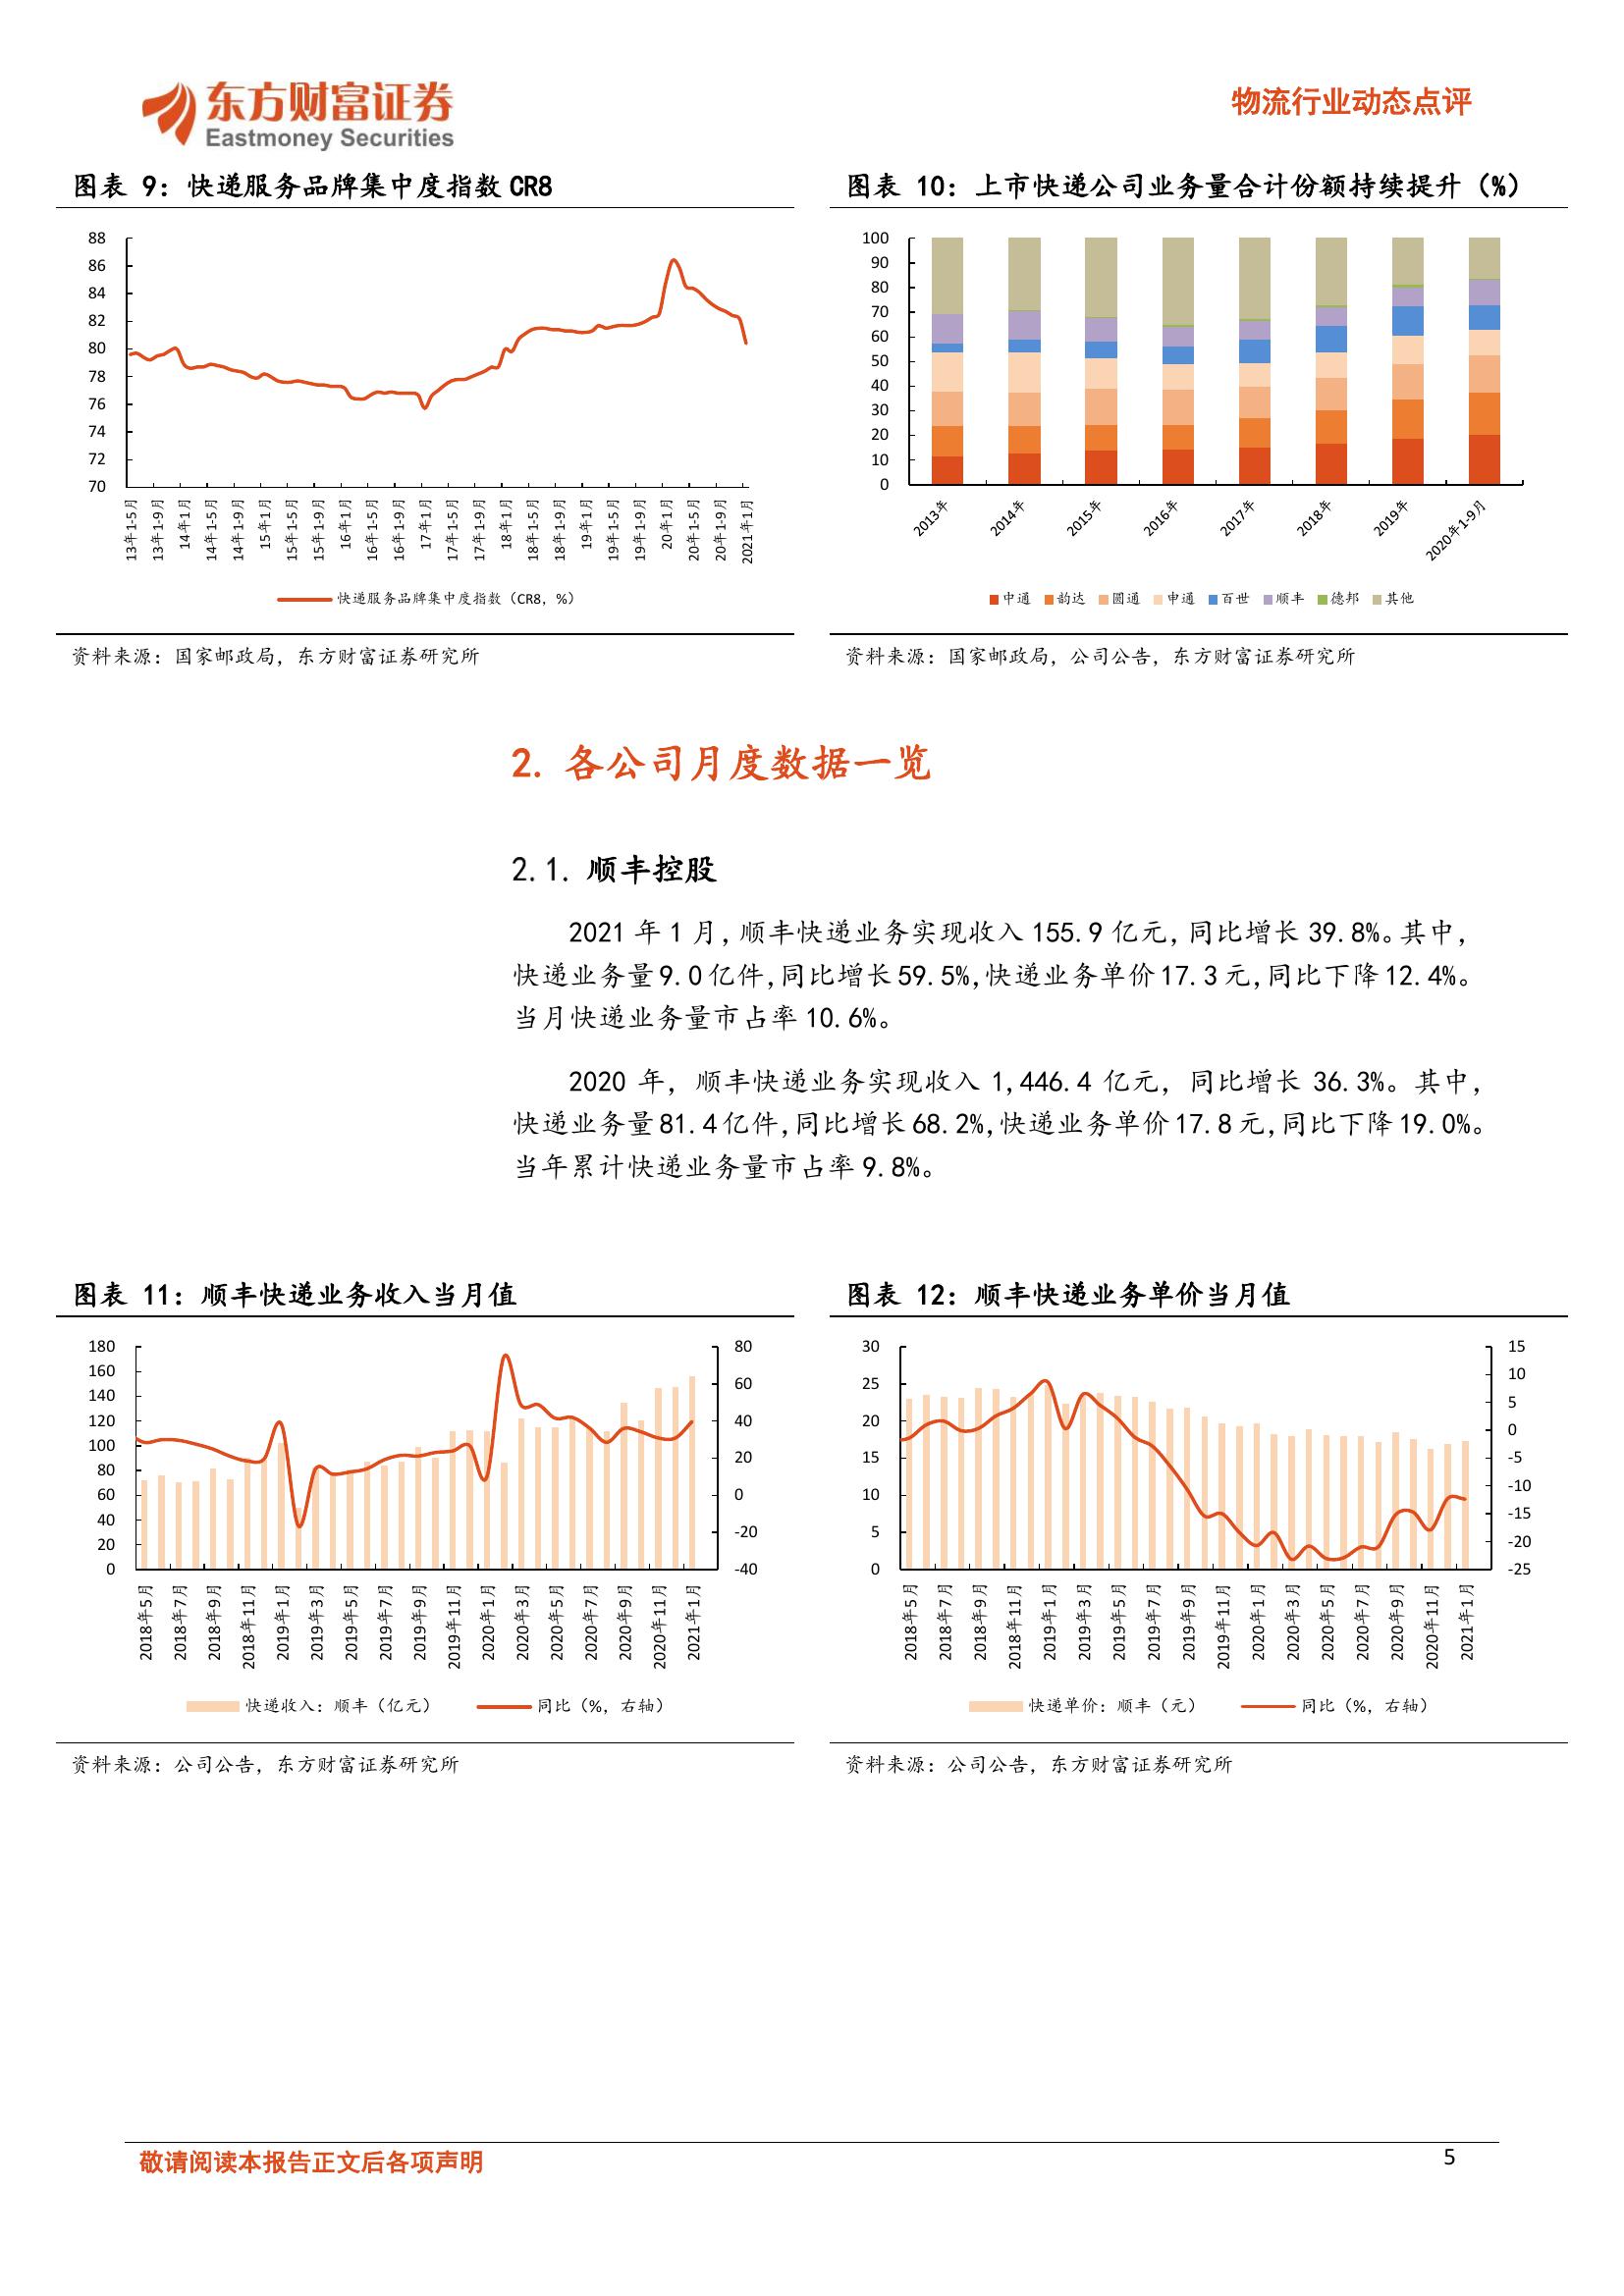 东方财富证券
Eastmoney Securities
物流行业动态点评
图表 9：快递服务品牌集中度指数 CR8
88
86
84
82
80
78
76
74
72
70
13年1-5月
13年1-9月
14年1月
14年1-5月
14年1-9月
15年1月
15年1-5月
15年1-9月
16年1月
16年1-5月
16年1-9月
17年1月
17年1-5月
17年1-9月
18年1月
18年1-5月
18年1-9月
19年1月
19年1-5月
19年1-9月
20年1月
20年1-5月
20年1-9月
2021年1月
快递服务品牌集中度指数（CR8，%）
资料来源：国家邮政局，东方财富证券研究所
图表 10：上市快递公司业务量合计份额持续提升（%）
100
90
80
70
60
50
40
30
20
10
0
2013年
2014年
2015年
2016年
2017年
2018年
2019年
2020年1-9月
中通 韵达 圆通 申通 百世 顺丰 德邦 其他
资料来源：国家邮政局，公司公告，东方财富证券研究所
2. 各公司月度数据一览
2.1. 顺丰控股
2021 年 1 月，顺丰快递业务实现收入 155.9 亿元，同比增长 39.8%。其中，
快递业务量 9.0 亿件，同比增长 59.5%，快递业务单价 17.3 元，同比下降 12.4%。
当月快递业务量市占率 10.6%。
2020 年，顺丰快递业务实现收入 1,446.4 亿元，同比增长 36.3%。其中，
快递业务量 81.4 亿件，同比增长 68.2%，快递业务单价 17.8 元，同比下降 19.0%。
当年累计快递业务量市占率 9.8%。
图表 11：顺丰快递业务收入当月值
180
160
140
120
100
80
60
40
20
0
80
60
40
20
0
-20
-40
2018年5月
2018年7月
2018年9月
2018年11月
2019年1月
2019年3月
2019年5月
2019年7月
2019年9月
2019年11月
2020年1月
2020年3月
2020年5月
2020年7月
2020年9月
2020年11月
2021年1月
快递收入：顺丰（亿元） 同比（%，右轴）
资料来源：公司公告，东方财富证券研究所
图表 12：顺丰快递业务单价当月值
30
25
20
15
10
5
0
15
10
5
0
-5
-10
-15
-20
-25
2018年5月
2018年7月
2018年9月
2018年11月
2019年1月
2019年3月
2019年5月
2019年7月
2019年9月
2019年11月
2020年1月
2020年3月
2020年5月
2020年7月
2020年9月
2020年11月
2021年1月
快递单价：顺丰（元） 同比（%，右轴）
资料来源：公司公告，东方财富证券研究所
敬请阅读本报告正文后各项声明
5